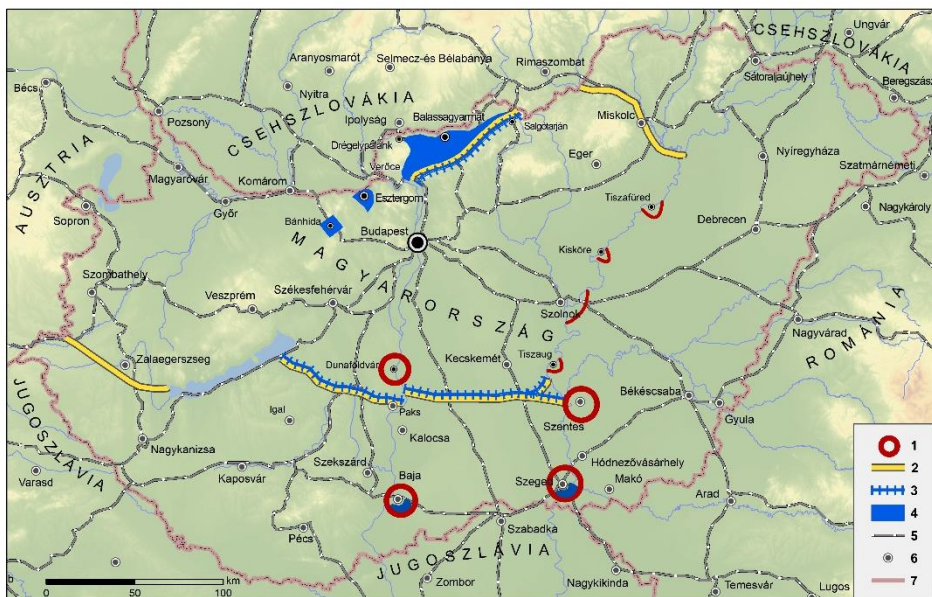 Ungvár
CSEHSZLOVÁKIA
Aranyosmarót
Selmecz-és Bélabánya
Rimaszombat
Sátorajaújhely
Beregszász
Bécs
Nyitra
CSEHSZLOVÁKIA
Ipolyság
Balassagyarmat
Pozsony
Drégelypalánk
Salgótarján
Miskolc
Nyíregyháza
Verőce
Eger
Szatmárnémeti
AUSZTRIA
Magyaróvár
Komárom
Esztergom
Győr
Tiszafüred
Nagykároly
Sopron
Bánhida
Debrecen
Budapest
Kisköre
MAGYARORSZÁG
Szombathely
Székesfehérvár
Veszprém
Szolnok
Nagyvárad
ROMÁNIA
Zalaegerszeg
Dunaföldvár
Kecskemét
Tiszaug
Békéscsaba
JUGOSZLÁVIA
Igal
Paks
Szentes
Gyula
Kalocsa
Nagykanizsa
Hódnezővásárhely
Varasd
Kaposvár
Szekszárd
Baja
Szeged
Makó
Arad
Szabadka
Pécs
JUGOSZLÁVIA
Zombor
Nagykikinda
Temesvár
Lugos
0 50 100 km
1
2
3
4
5
6
7